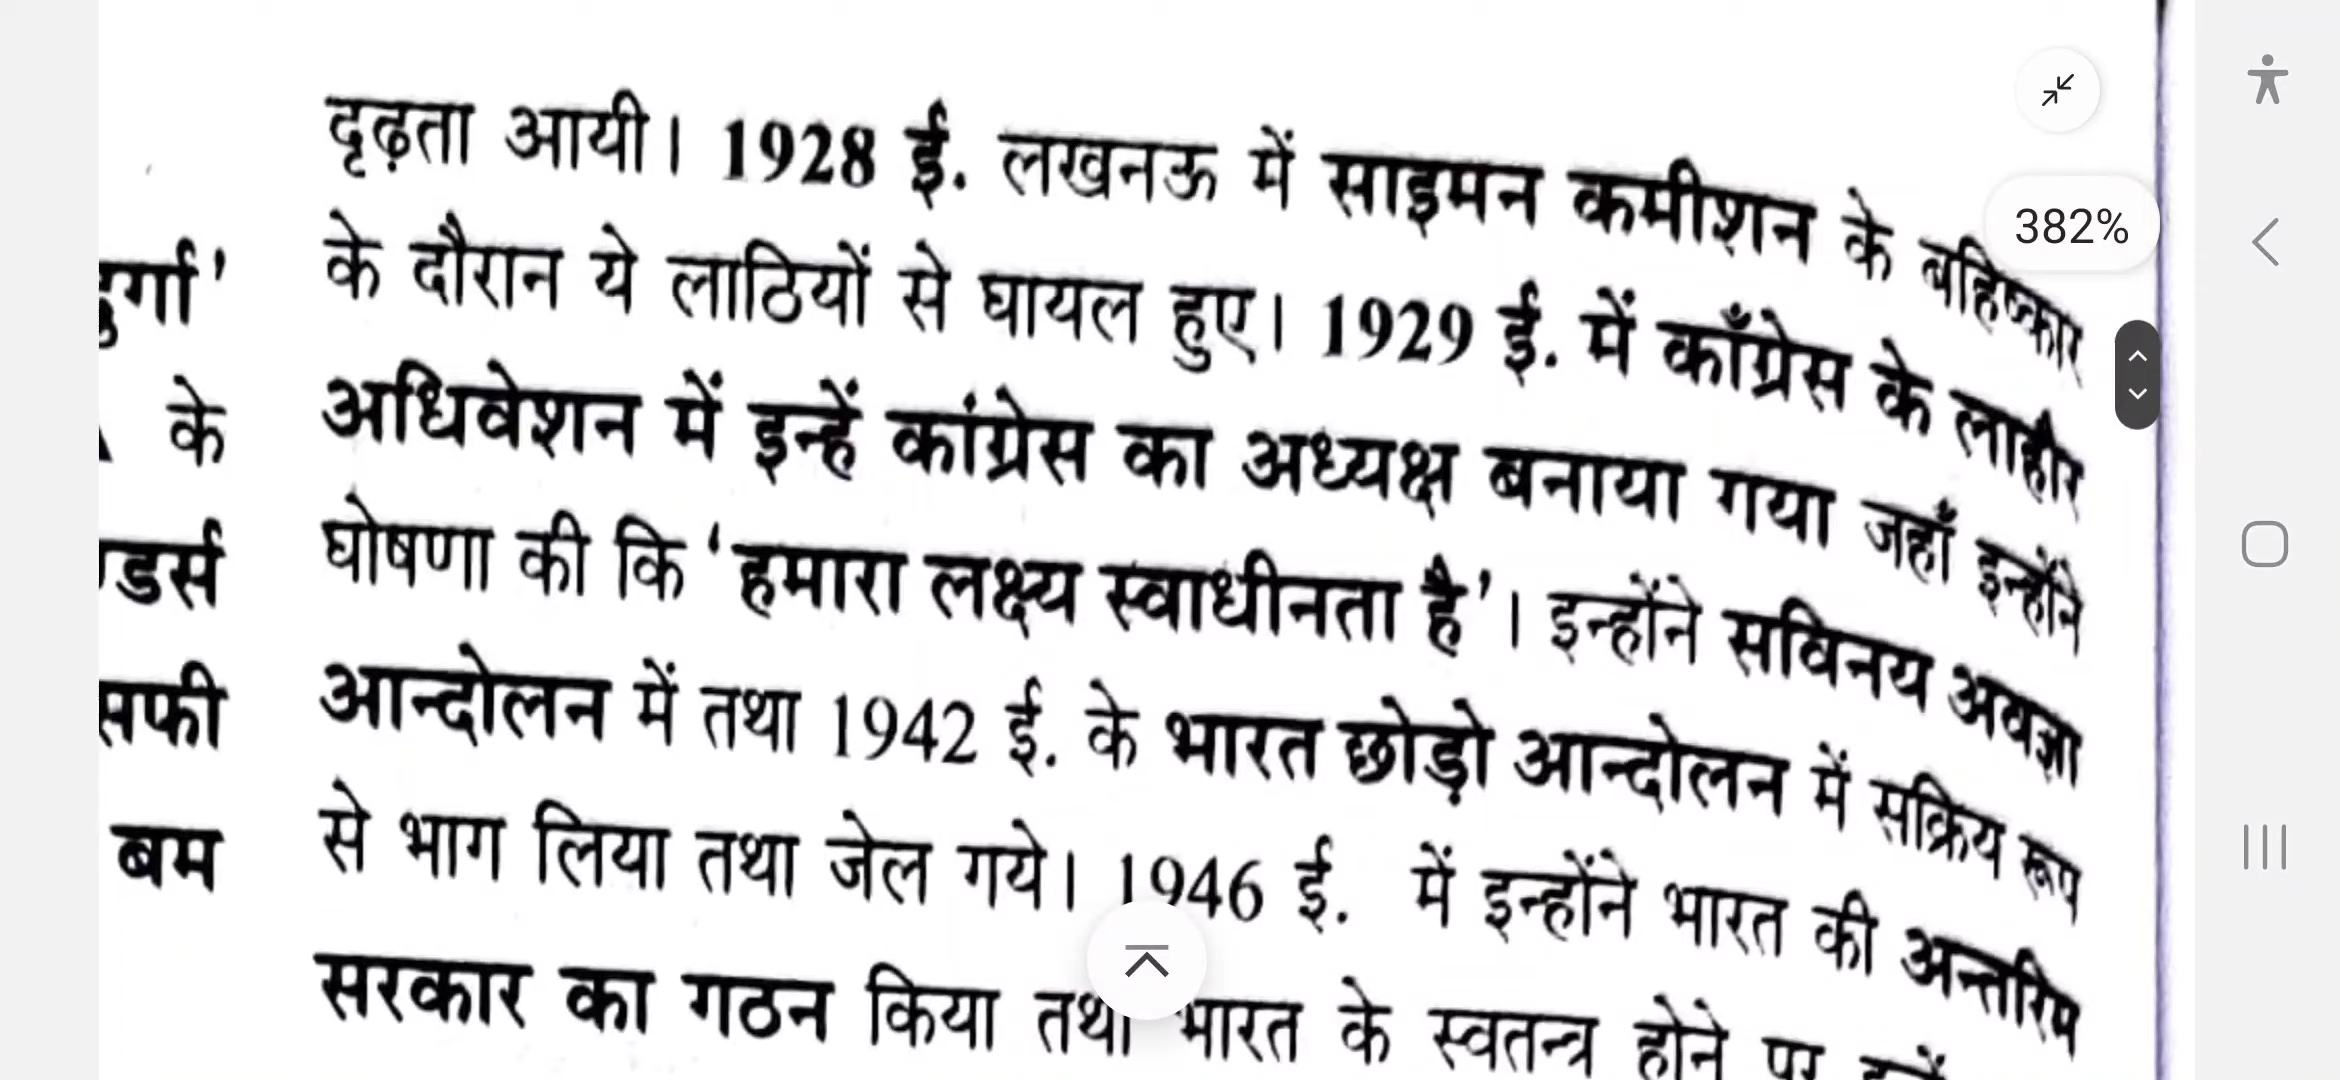 दृढ़ता आयी। 1928 ई. लखनऊ में साइमन कमीशन के बहिष्कार
के दौरान ये लाठियों से घायल हुए। 1929 ई. में काँग्रेस के लाहौर
अधिवेशन में इन्हें कांग्रेस का अध्यक्ष बनाया गया जहाँ इन्होंने
घोषणा की कि ‘हमारा लक्ष्य स्वाधीनता है’। इन्होंने सविनय अवज्ञा
आन्दोलन में तथा 1942 ई. के भारत छोड़ो आन्दोलन में सक्रिय रूप
से भाग लिया तथा जेल गये। 1946 ई. में इन्होंने भारत की अन्तरिम
सरकार का गठन किया तथा भारत के स्वतन्त्र होने पर
के
बम
382%